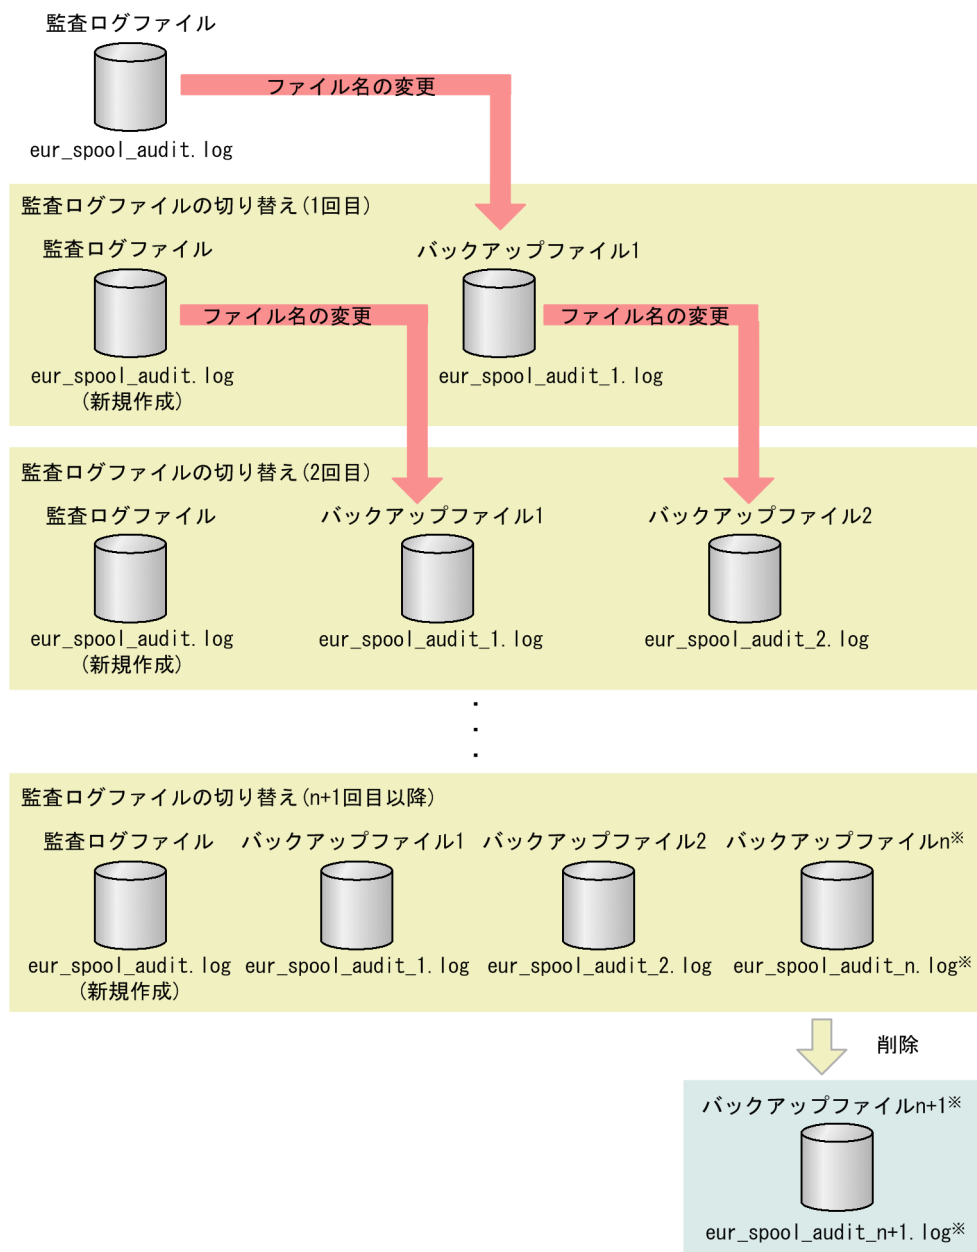 監査ログファイル
ファイル名の変更
eur_spool_audit.log
監査ログファイルの切り替え(1回目)
監査ログファイル
バックアップファイル1
ファイル名の変更
ファイル名の変更
eur_spool_audit.log
(新規作成)
eur_spool_audit_1.log
監査ログファイルの切り替え(2回目)
監査ログファイル
バックアップファイル1
バックアップファイル2
eur_spool_audit.log
(新規作成)
eur_spool_audit_1.log
eur_spool_audit_2.log
・
・
・
監査ログファイルの切り替え(n+1回目以降)
監査ログファイル
バックアップファイル1
バックアップファイル2
バックアップファイルn※
eur_spool_audit.log
(新規作成)
eur_spool_audit_1.log
eur_spool_audit_2.log
eur_spool_audit_n.log※
削除
バックアップファイルn+1※
eur_spool_audit_n+1.log※